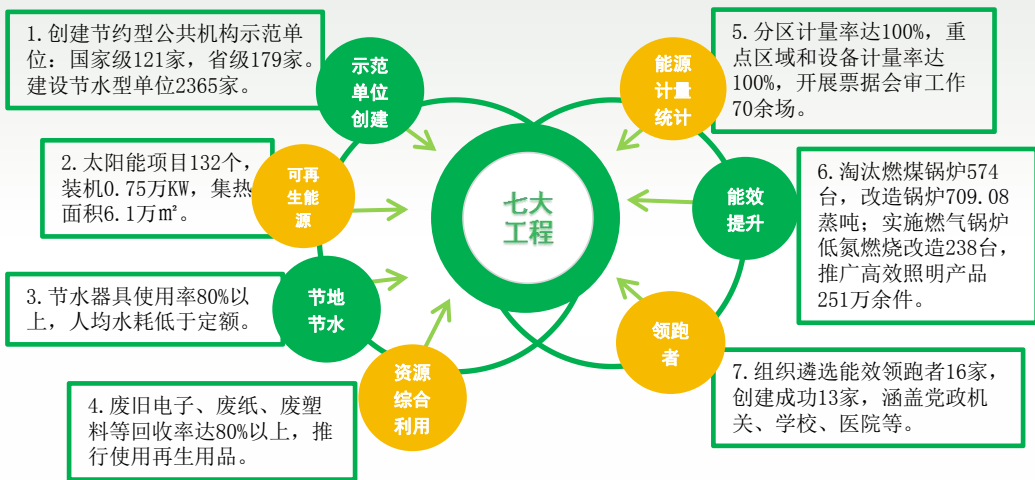 1.创建节约型公共机构示范单
位：国家级121家，省级179家。
建设节水型单位2365家。
示范
单位
创建
2.太阳能项目132个，
装机0.75万KW，集热
面积6.1万㎡。
可再
生能
源
3.节水器具使用率80%以
上，人均水耗低于定额。
节地
节水
4.废旧电子、废纸、废塑
料等回收率达80%以上，推
行使用再生用品。
资源
综合
利用
七大
工程
能源
计量
统计
5.分区计量率达100%，重
点区域和设备计量率达
100%，开展票据会审工作
70余场。
能效
提升
6.淘汰燃煤锅炉574
台，改造锅炉709.08
蒸吨；实施燃气锅炉
低氮燃烧改造238台，
推广高效照明产品
251万余件。
领跑
者
7.组织遴选能效领跑者16家，
创建成功13家，涵盖党政机
关、学校、医院等。